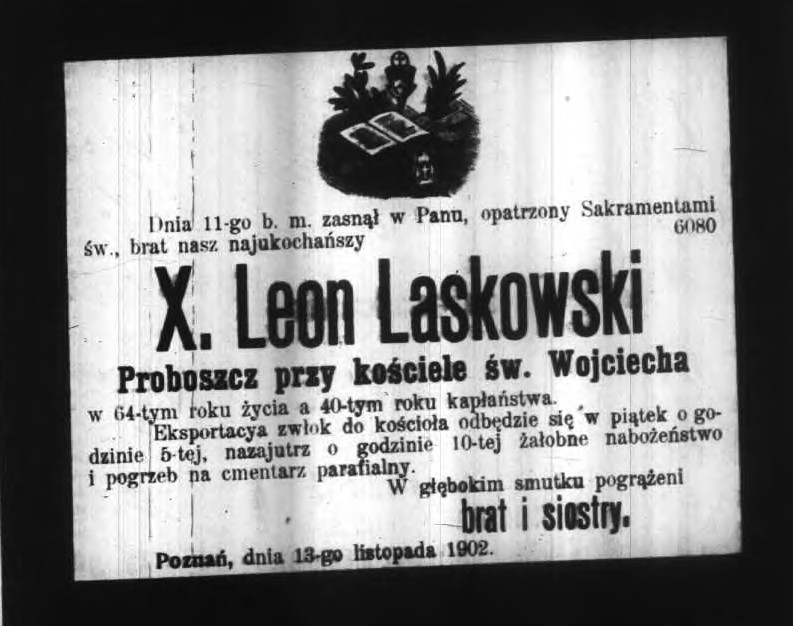 Dnia 11-go b. m. zasnął w Panu, opatrzony Sakramentami
św., brat nasz najukochańszy 6080
X. Leon Laskowski
Proboszcz przy kościele św. Wojciecha
w 64-tym roku życia a 40-tym roku kapłaństwa.
Eksportacya zwłok do kościoła odbędzie się w piątek o go-
dzinie 5-tej, nazajutrz o godzinie 10-tej żałobne nabożeństwo
i pogrzeb na cmentarz parafialny.
W głębokim smutku pogrążeni
brat i siostry.
Poznań, dnia 13-go listopada 1902.